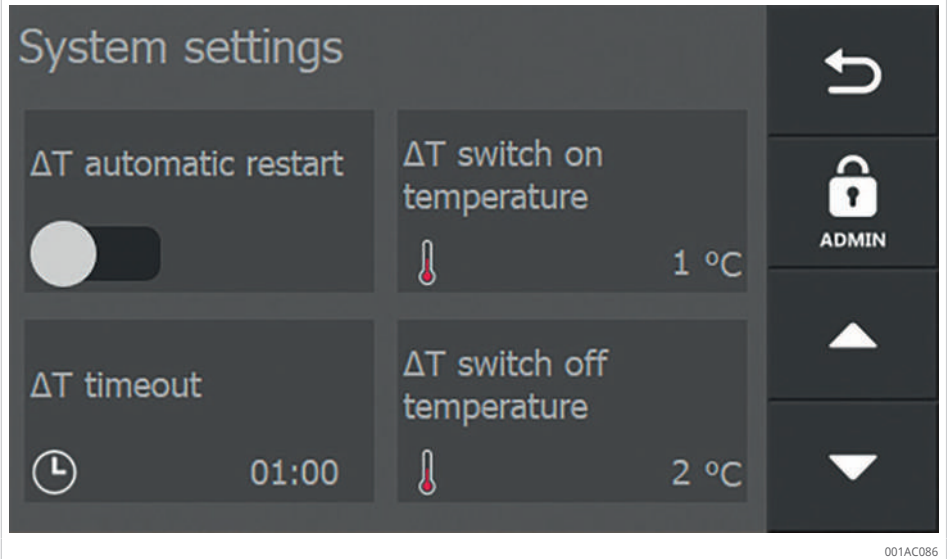 System settings
ΔT automatic restart
ΔT switch on
temperature
1 °C
ΔT timeout
01:00
ΔT switch off
temperature
2 °C
ADMIN
001AC086